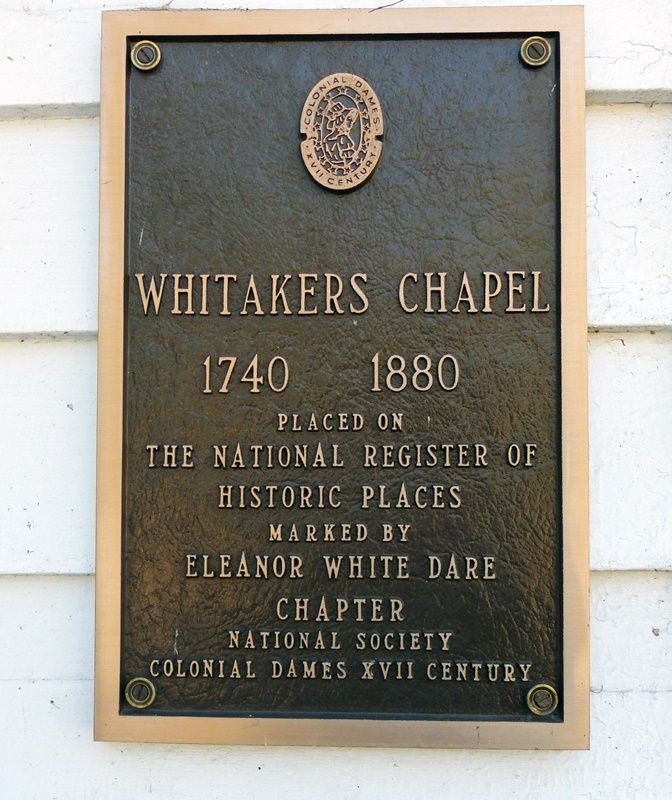 COLONIAL DAMES
XVII CENTURY
WHITAKERS CHAPEL
1740 1880
PLACED ON
THE NATIONAL REGISTER OF
HISTORIC PLACES
MARKED BY
ELEANOR WHITE DARE
CHAPTER
NATIONAL SOCIETY
COLONIAL DAMES XVII CENTURY